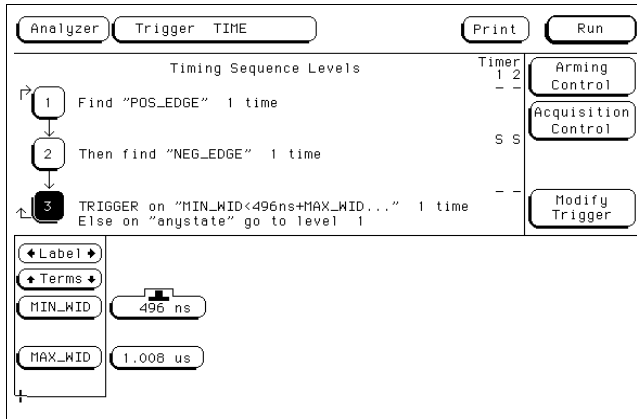 Analyzer Trigger TIME Print Run
Timing Sequence Levels
Timer
1 2
Arming
Control
- -
1 Find "POS_EDGE" 1 time
Acquisition
Control
S S
2 Then find "NEG_EDGE" 1 time
- -
3 TRIGGER on "MIN_WID<496ns+MAX_WID..." 1 time
Else on "anystate" go to level 1
Modify
Trigger
Label
Terms
MIN_WID 496 ns
MAX_WID 1.008 us